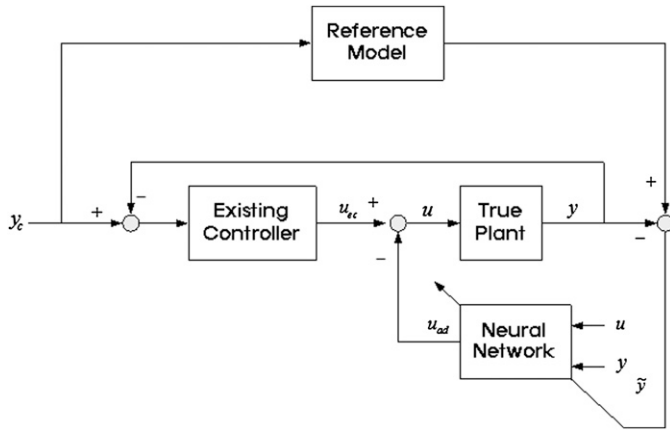 Reference
Model
+
−
y_c
+
Existing
Controller
u_ec
+
−
u
True
Plant
y
−
u_ad
Neural
Network
u
y
ỹ